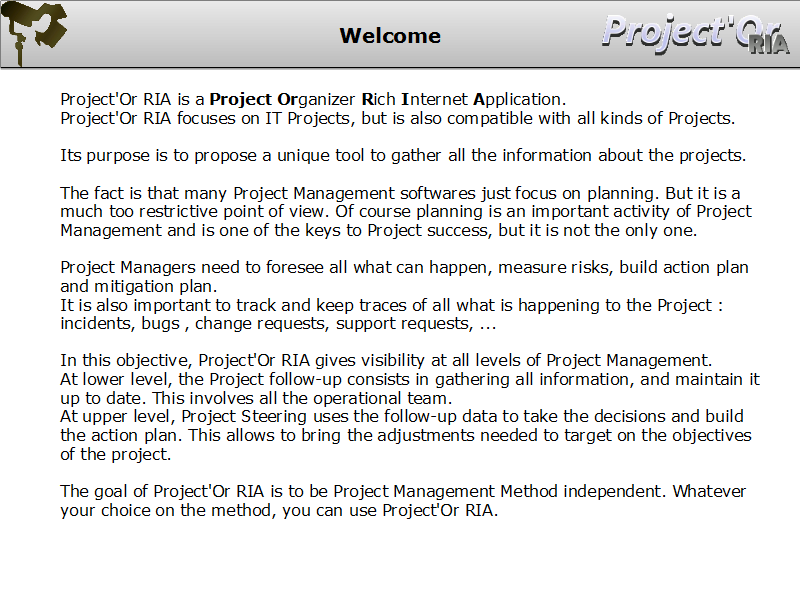 Welcome
Project'Or
RIA
Project'Or RIA is a Project Organizer Rich Internet Application.
Project'Or RIA focuses on IT Projects, but is also compatible with all kinds of Projects.
Its purpose is to propose a unique tool to gather all the information about the projects.
The fact is that many Project Management softwares just focus on planning. But it is a
much too restrictive point of view. Of course planning is an important activity of Project
Management and is one of the keys to Project success, but it is not the only one.
Project Managers need to foresee all what can happen, measure risks, build action plan
and mitigation plan.
It is also important to track and keep traces of all what is happening to the Project :
incidents, bugs , change requests, support requests, ...
In this objective, Project'Or RIA gives visibility at all levels of Project Management.
At lower level, the Project follow-up consists in gathering all information, and maintain it
up to date. This involves all the operational team.
At upper level, Project Steering uses the follow-up data to take the decisions and build
the action plan. This allows to bring the adjustments needed to target on the objectives
of the project.
The goal of Project'Or RIA is to be Project Management Method independent. Whatever
your choice on the method, you can use Project'Or RIA.